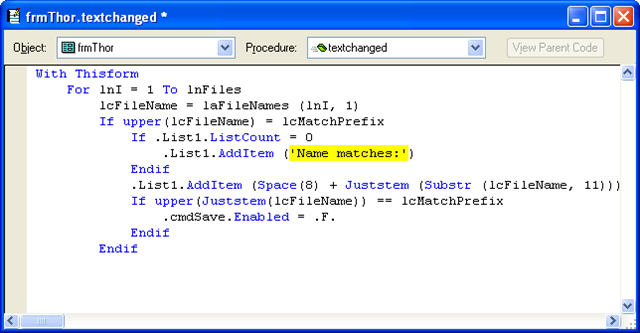 frmThor.textchanged *
Object: frmThor Procedure: textchanged View Parent Code
With Thisform
For lnI = 1 To lnFiles
lcFileName = laFileNames (lnI, 1)
If upper(lcFileName) = lcMatchPrefix
If .List1.ListCount = 0
.List1.AddItem ('Name matches:')
Endif
.List1.AddItem (Space(8) + Juststem (Substr (lcFileName, 11)))
If upper(Juststem(lcFileName)) == lcMatchPrefix
.cmdSave.Enabled = .F.
Endif
Endif